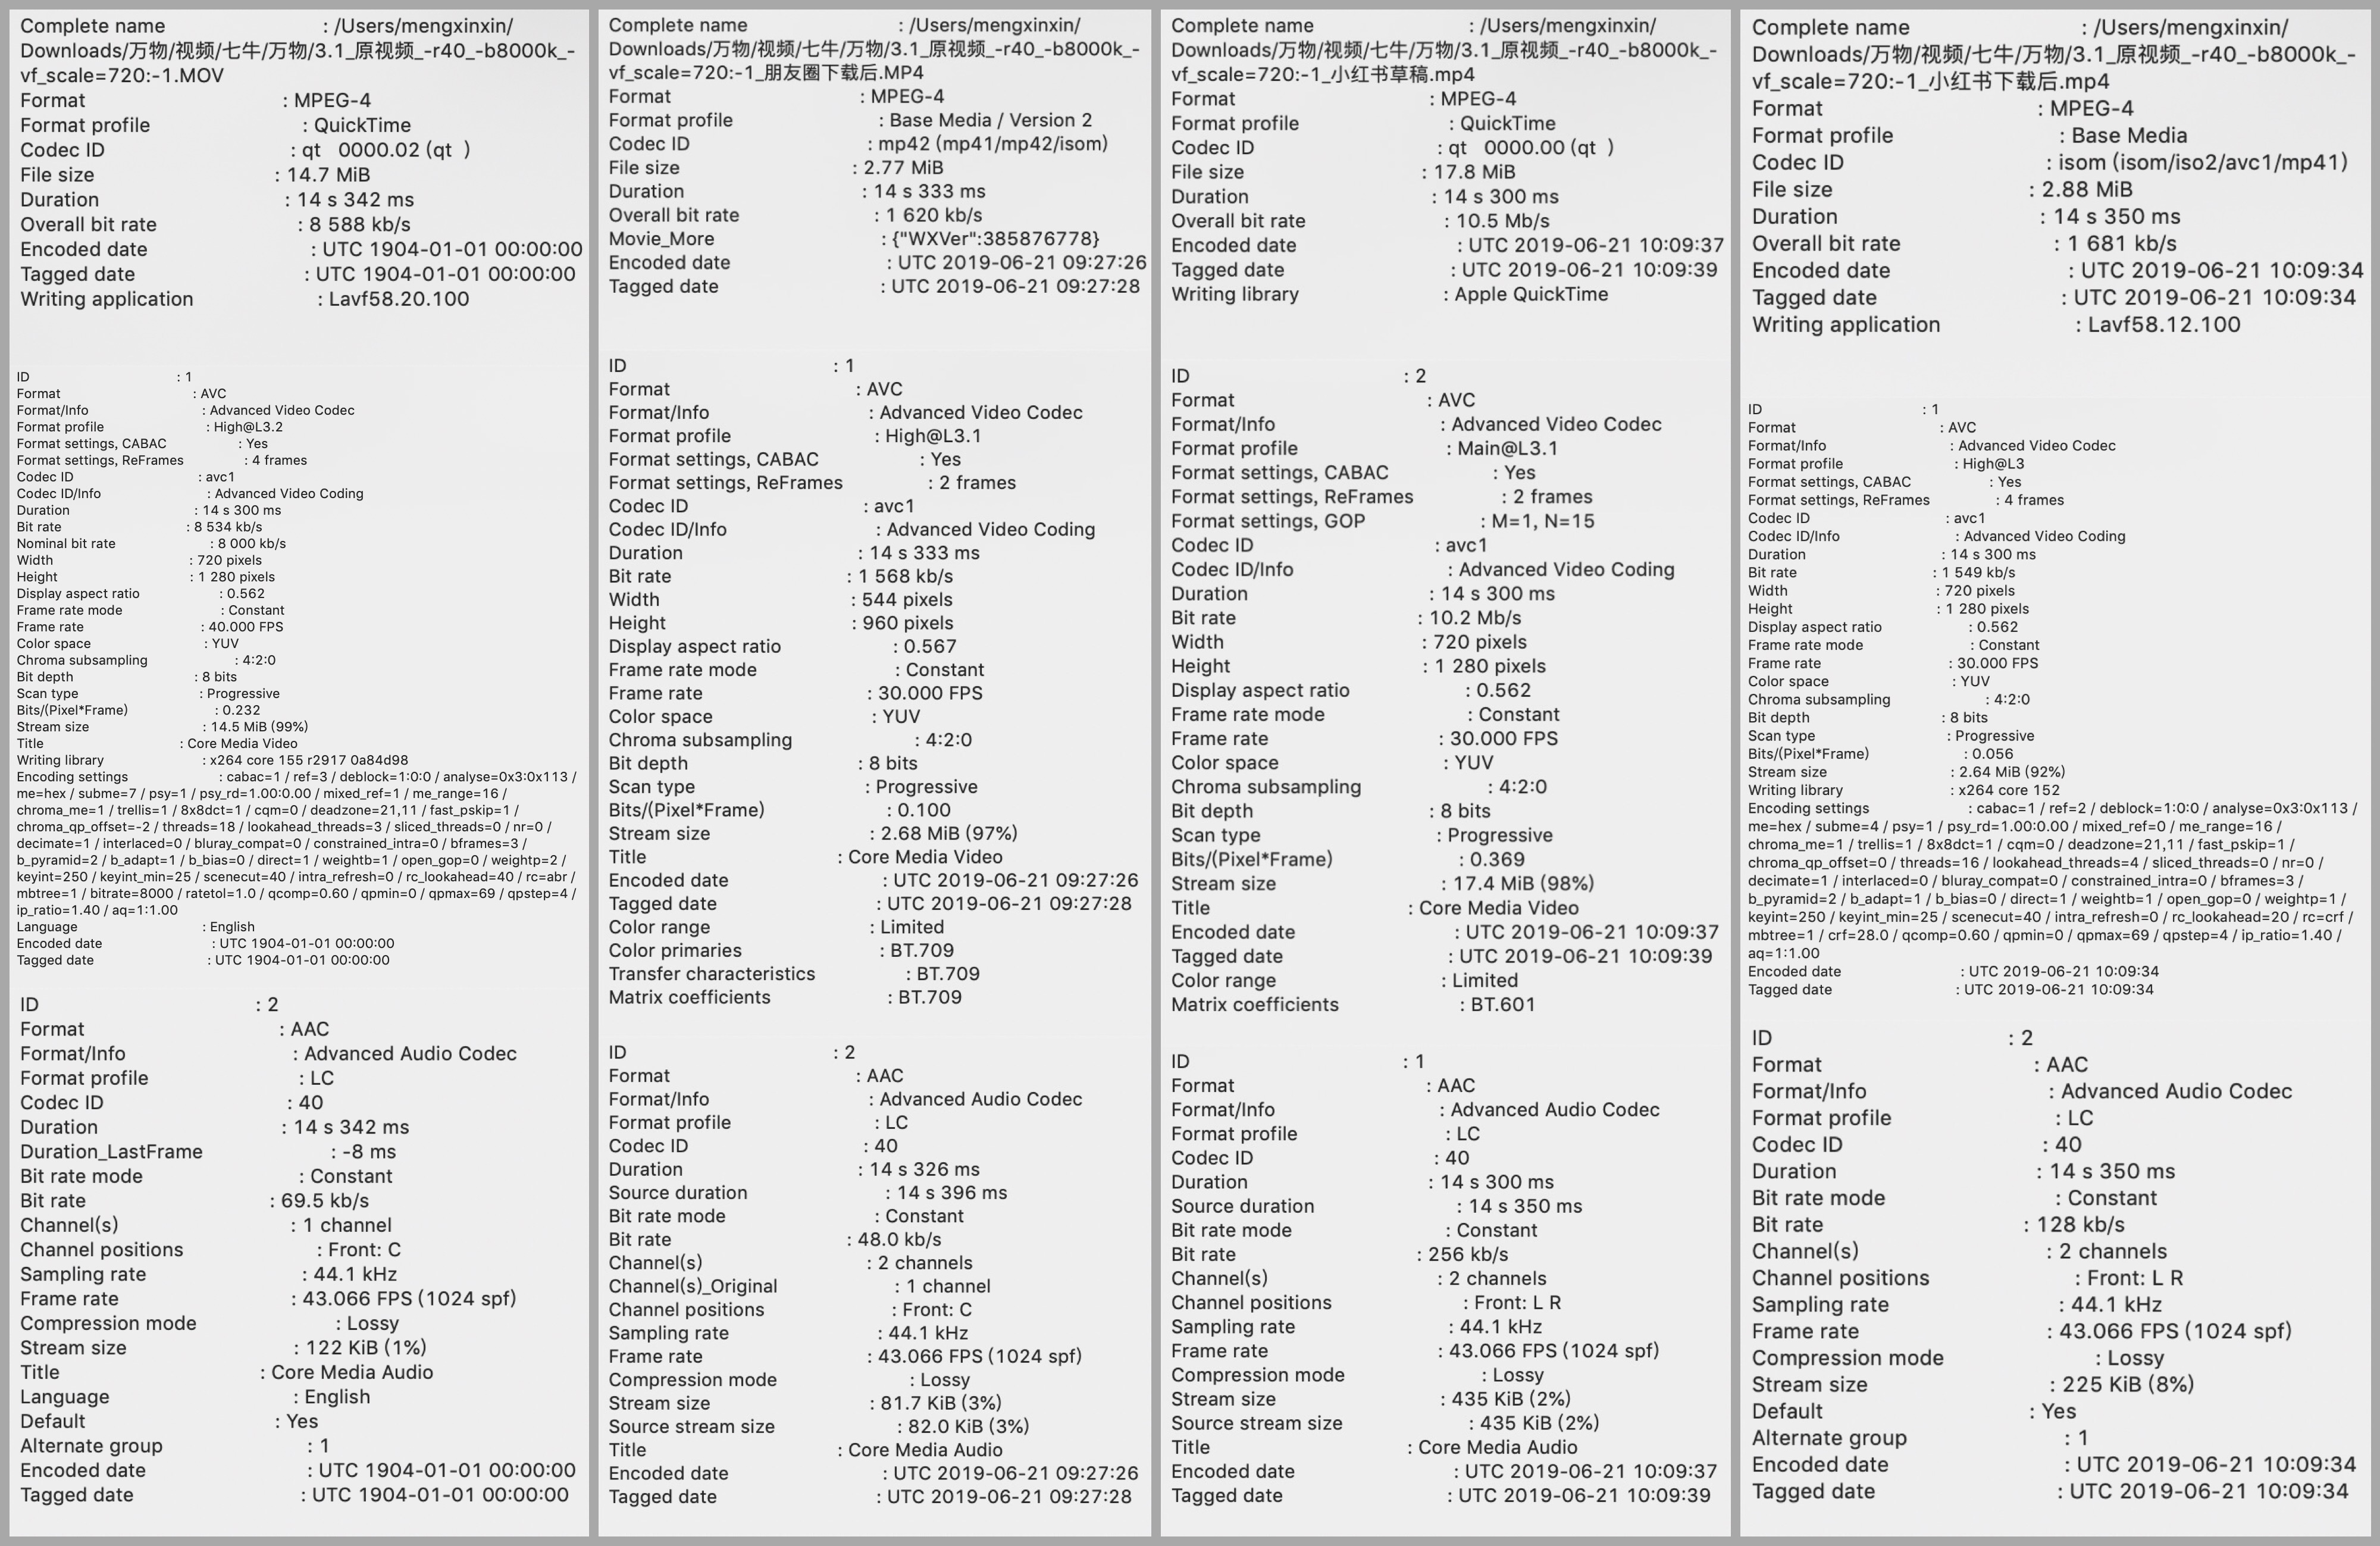 Complete name : /Users/mengxinxin/
Downloads/万物/视频/七牛/万物/3.1_原视频_-r40_-b8000k_-
vf_scale=720:-1.MOV
Format : MPEG-4
Format profile : QuickTime
Codec ID : qt 0000.02 (qt )
File size : 14.7 MiB
Duration : 14 s 342 ms
Overall bit rate : 8 588 kb/s
Encoded date : UTC 1904-01-01 00:00:00
Tagged date : UTC 1904-01-01 00:00:00
Writing application : Lavf58.20.100
ID : 1
Format : AVC
Format/Info : Advanced Video Codec
Format profile : High@L3.2
Format settings, CABAC : Yes
Format settings, ReFrames : 4 frames
Codec ID : avc1
Codec ID/Info : Advanced Video Coding
Duration : 14 s 300 ms
Bit rate : 8 534 kb/s
Nominal bit rate : 8 000 kb/s
Width : 720 pixels
Height : 1 280 pixels
Display aspect ratio : 0.562
Frame rate mode : Constant
Frame rate : 40.000 FPS
Color space : YUV
Chroma subsampling : 4:2:0
Bit depth : 8 bits
Scan type : Progressive
Bits/(Pixel*Frame) : 0.232
Stream size : 14.5 MiB (99%)
Title : Core Media Video
Writing library : x264 core 155 r2917 0a84d98
Encoding settings : cabac=1 / ref=3 / deblock=1:0:0 / analyse=0x3:0x113 /
me=hex / subme=7 / psy=1 / psy_rd=1.00:0.00 / mixed_ref=1 / me_range=16 /
chroma_me=1 / trellis=1 / 8x8dct=1 / cqm=0 / deadzone=21,11 / fast_pskip=1 /
chroma_qp_offset=-2 / threads=18 / lookahead_threads=3 / sliced_threads=0 / nr=0 /
decimate=1 / interlaced=0 / bluray_compat=0 / constrained_intra=0 / bframes=3 /
b_pyramid=2 / b_adapt=1 / b_bias=0 / direct=1 / weightb=1 / open_gop=0 / weightp=2 /
keyint=250 / keyint_min=25 / scenecut=40 / intra_refresh=0 / rc_lookahead=40 / rc=abr /
mbtree=1 / bitrate=8000 / ratetol=1.0 / qcomp=0.60 / qpmin=0 / qpmax=69 / qpstep=4 /
ip_ratio=1.40 / aq=1:1.00
Language : English
Encoded date : UTC 1904-01-01 00:00:00
Tagged date : UTC 1904-01-01 00:00:00
ID : 2
Format : AAC
Format/Info : Advanced Audio Codec
Format profile : LC
Codec ID : 40
Duration : 14 s 342 ms
Duration_LastFrame : -8 ms
Bit rate mode : Constant
Bit rate : 69.5 kb/s
Channel(s) : 1 channel
Channel positions : Front: C
Sampling rate : 44.1 kHz
Frame rate : 43.066 FPS (1024 spf)
Compression mode : Lossy
Stream size : 122 KiB (1%)
Title : Core Media Audio
Language : English
Default : Yes
Alternate group : 1
Encoded date : UTC 1904-01-01 00:00:00
Tagged date : UTC 1904-01-01 00:00:00
Complete name : /Users/mengxinxin/
Downloads/万物/视频/七牛/万物/3.1_原视频_-r40_-b8000k_-
vf_scale=720:-1_朋友圈下载后.MP4
Format : MPEG-4
Format profile : Base Media / Version 2
Codec ID : mp42 (mp41/mp42/isom)
File size : 2.77 MiB
Duration : 14 s 333 ms
Overall bit rate : 1 620 kb/s
Movie_More : {"WXVer":385876778}
Encoded date : UTC 2019-06-21 09:27:26
Tagged date : UTC 2019-06-21 09:27:28
ID : 1
Format : AVC
Format/Info : Advanced Video Codec
Format profile : High@L3.1
Format settings, CABAC : Yes
Format settings, ReFrames : 2 frames
Codec ID : avc1
Codec ID/Info : Advanced Video Coding
Duration : 14 s 333 ms
Bit rate : 1 568 kb/s
Width : 544 pixels
Height : 960 pixels
Display aspect ratio : 0.567
Frame rate mode : Constant
Frame rate : 30.000 FPS
Color space : YUV
Chroma subsampling : 4:2:0
Bit depth : 8 bits
Scan type : Progressive
Bits/(Pixel*Frame) : 0.100
Stream size : 2.68 MiB (97%)
Title : Core Media Video
Encoded date : UTC 2019-06-21 09:27:26
Tagged date : UTC 2019-06-21 09:27:28
Color range : Limited
Color primaries : BT.709
Transfer characteristics : BT.709
Matrix coefficients : BT.709
ID : 2
Format : AAC
Format/Info : Advanced Audio Codec
Format profile : LC
Codec ID : 40
Duration : 14 s 326 ms
Source duration : 14 s 396 ms
Bit rate mode : Constant
Bit rate : 48.0 kb/s
Channel(s) : 2 channels
Channel(s)_Original : 1 channel
Channel positions : Front: C
Sampling rate : 44.1 kHz
Frame rate : 43.066 FPS (1024 spf)
Compression mode : Lossy
Stream size : 81.7 KiB (3%)
Source stream size : 82.0 KiB (3%)
Title : Core Media Audio
Encoded date : UTC 2019-06-21 09:27:26
Tagged date : UTC 2019-06-21 09:27:28
Complete name : /Users/mengxinxin/
Downloads/万物/视频/七牛/万物/3.1_原视频_-r40_-b8000k_-
vf_scale=720:-1_小红书草稿.mp4
Format : MPEG-4
Format profile : QuickTime
Codec ID : qt 0000.00 (qt )
File size : 17.8 MiB
Duration : 14 s 300 ms
Overall bit rate : 10.5 Mb/s
Encoded date : UTC 2019-06-21 10:09:37
Tagged date : UTC 2019-06-21 10:09:39
Writing library : Apple QuickTime
ID : 2
Format : AVC
Format/Info : Advanced Video Codec
Format profile : Main@L3.1
Format settings, CABAC : Yes
Format settings, ReFrames : 2 frames
Format settings, GOP : M=1, N=15
Codec ID : avc1
Codec ID/Info : Advanced Video Coding
Duration : 14 s 300 ms
Bit rate : 10.2 Mb/s
Width : 720 pixels
Height : 1 280 pixels
Display aspect ratio : 0.562
Frame rate mode : Constant
Frame rate : 30.000 FPS
Color space : YUV
Chroma subsampling : 4:2:0
Bit depth : 8 bits
Scan type : Progressive
Bits/(Pixel*Frame) : 0.369
Stream size : 17.4 MiB (98%)
Title : Core Media Video
Encoded date : UTC 2019-06-21 10:09:37
Tagged date : UTC 2019-06-21 10:09:39
Color range : Limited
Matrix coefficients : BT.601
ID : 1
Format : AAC
Format/Info : Advanced Audio Codec
Format profile : LC
Codec ID : 40
Duration : 14 s 300 ms
Source duration : 14 s 350 ms
Bit rate mode : Constant
Bit rate : 256 kb/s
Channel(s) : 2 channels
Channel positions : Front: L R
Sampling rate : 44.1 kHz
Frame rate : 43.066 FPS (1024 spf)
Compression mode : Lossy
Stream size : 435 KiB (2%)
Source stream size : 435 KiB (2%)
Title : Core Media Audio
Encoded date : UTC 2019-06-21 10:09:37
Tagged date : UTC 2019-06-21 10:09:39
Complete name : /Users/mengxinxin/
Downloads/万物/视频/七牛/万物/3.1_原视频_-r40_-b8000k_-
vf_scale=720:-1_小红书下载后.mp4
Format : MPEG-4
Format profile : Base Media
Codec ID : isom (isom/iso2/avc1/mp41)
File size : 2.88 MiB
Duration : 14 s 350 ms
Overall bit rate : 1 681 kb/s
Encoded date : UTC 2019-06-21 10:09:34
Tagged date : UTC 2019-06-21 10:09:34
Writing application : Lavf58.12.100
ID : 1
Format : AVC
Format/Info : Advanced Video Codec
Format profile : High@L3
Format settings, CABAC : Yes
Format settings, ReFrames : 4 frames
Codec ID : avc1
Codec ID/Info : Advanced Video Coding
Duration : 14 s 300 ms
Bit rate : 1 549 kb/s
Width : 720 pixels
Height : 1 280 pixels
Display aspect ratio : 0.562
Frame rate mode : Constant
Frame rate : 30.000 FPS
Color space : YUV
Chroma subsampling : 4:2:0
Bit depth : 8 bits
Scan type : Progressive
Bits/(Pixel*Frame) : 0.056
Stream size : 2.64 MiB (92%)
Writing library : x264 core 152
Encoding settings : cabac=1 / ref=2 / deblock=1:0:0 / analyse=0x3:0x113 /
me=hex / subme=4 / psy=1 / psy_rd=1.00:0.00 / mixed_ref=0 / me_range=16 /
chroma_me=1 / trellis=1 / 8x8dct=1 / cqm=0 / deadzone=21,11 / fast_pskip=1 /
chroma_qp_offset=0 / threads=16 / lookahead_threads=4 / sliced_threads=0 / nr=0 /
decimate=1 / interlaced=0 / bluray_compat=0 / constrained_intra=0 / bframes=3 /
b_pyramid=2 / b_adapt=1 / b_bias=0 / direct=1 / weightb=1 / open_gop=0 / weightp=1 /
keyint=250 / keyint_min=25 / scenecut=40 / intra_refresh=0 / rc_lookahead=20 / rc=crf /
mbtree=1 / crf=28.0 / qcomp=0.60 / qpmin=0 / qpmax=69 / qpstep=4 / ip_ratio=1.40 /
aq=1:1.00
Encoded date : UTC 2019-06-21 10:09:34
Tagged date : UTC 2019-06-21 10:09:34
ID : 2
Format : AAC
Format/Info : Advanced Audio Codec
Format profile : LC
Codec ID : 40
Duration : 14 s 350 ms
Bit rate mode : Constant
Bit rate : 128 kb/s
Channel(s) : 2 channels
Channel positions : Front: L R
Sampling rate : 44.1 kHz
Frame rate : 43.066 FPS (1024 spf)
Compression mode : Lossy
Stream size : 225 KiB (8%)
Default : Yes
Alternate group : 1
Encoded date : UTC 2019-06-21 10:09:34
Tagged date : UTC 2019-06-21 10:09:34